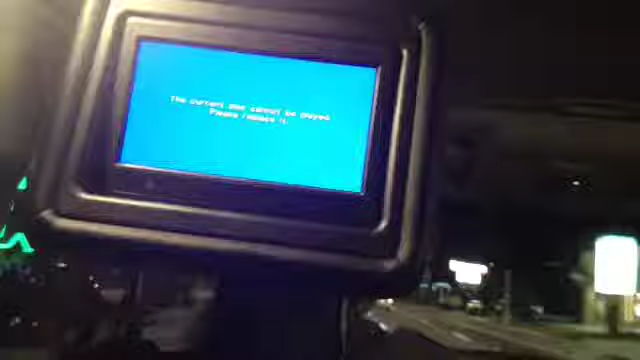 The current disc cannot be played.
Please replace it.